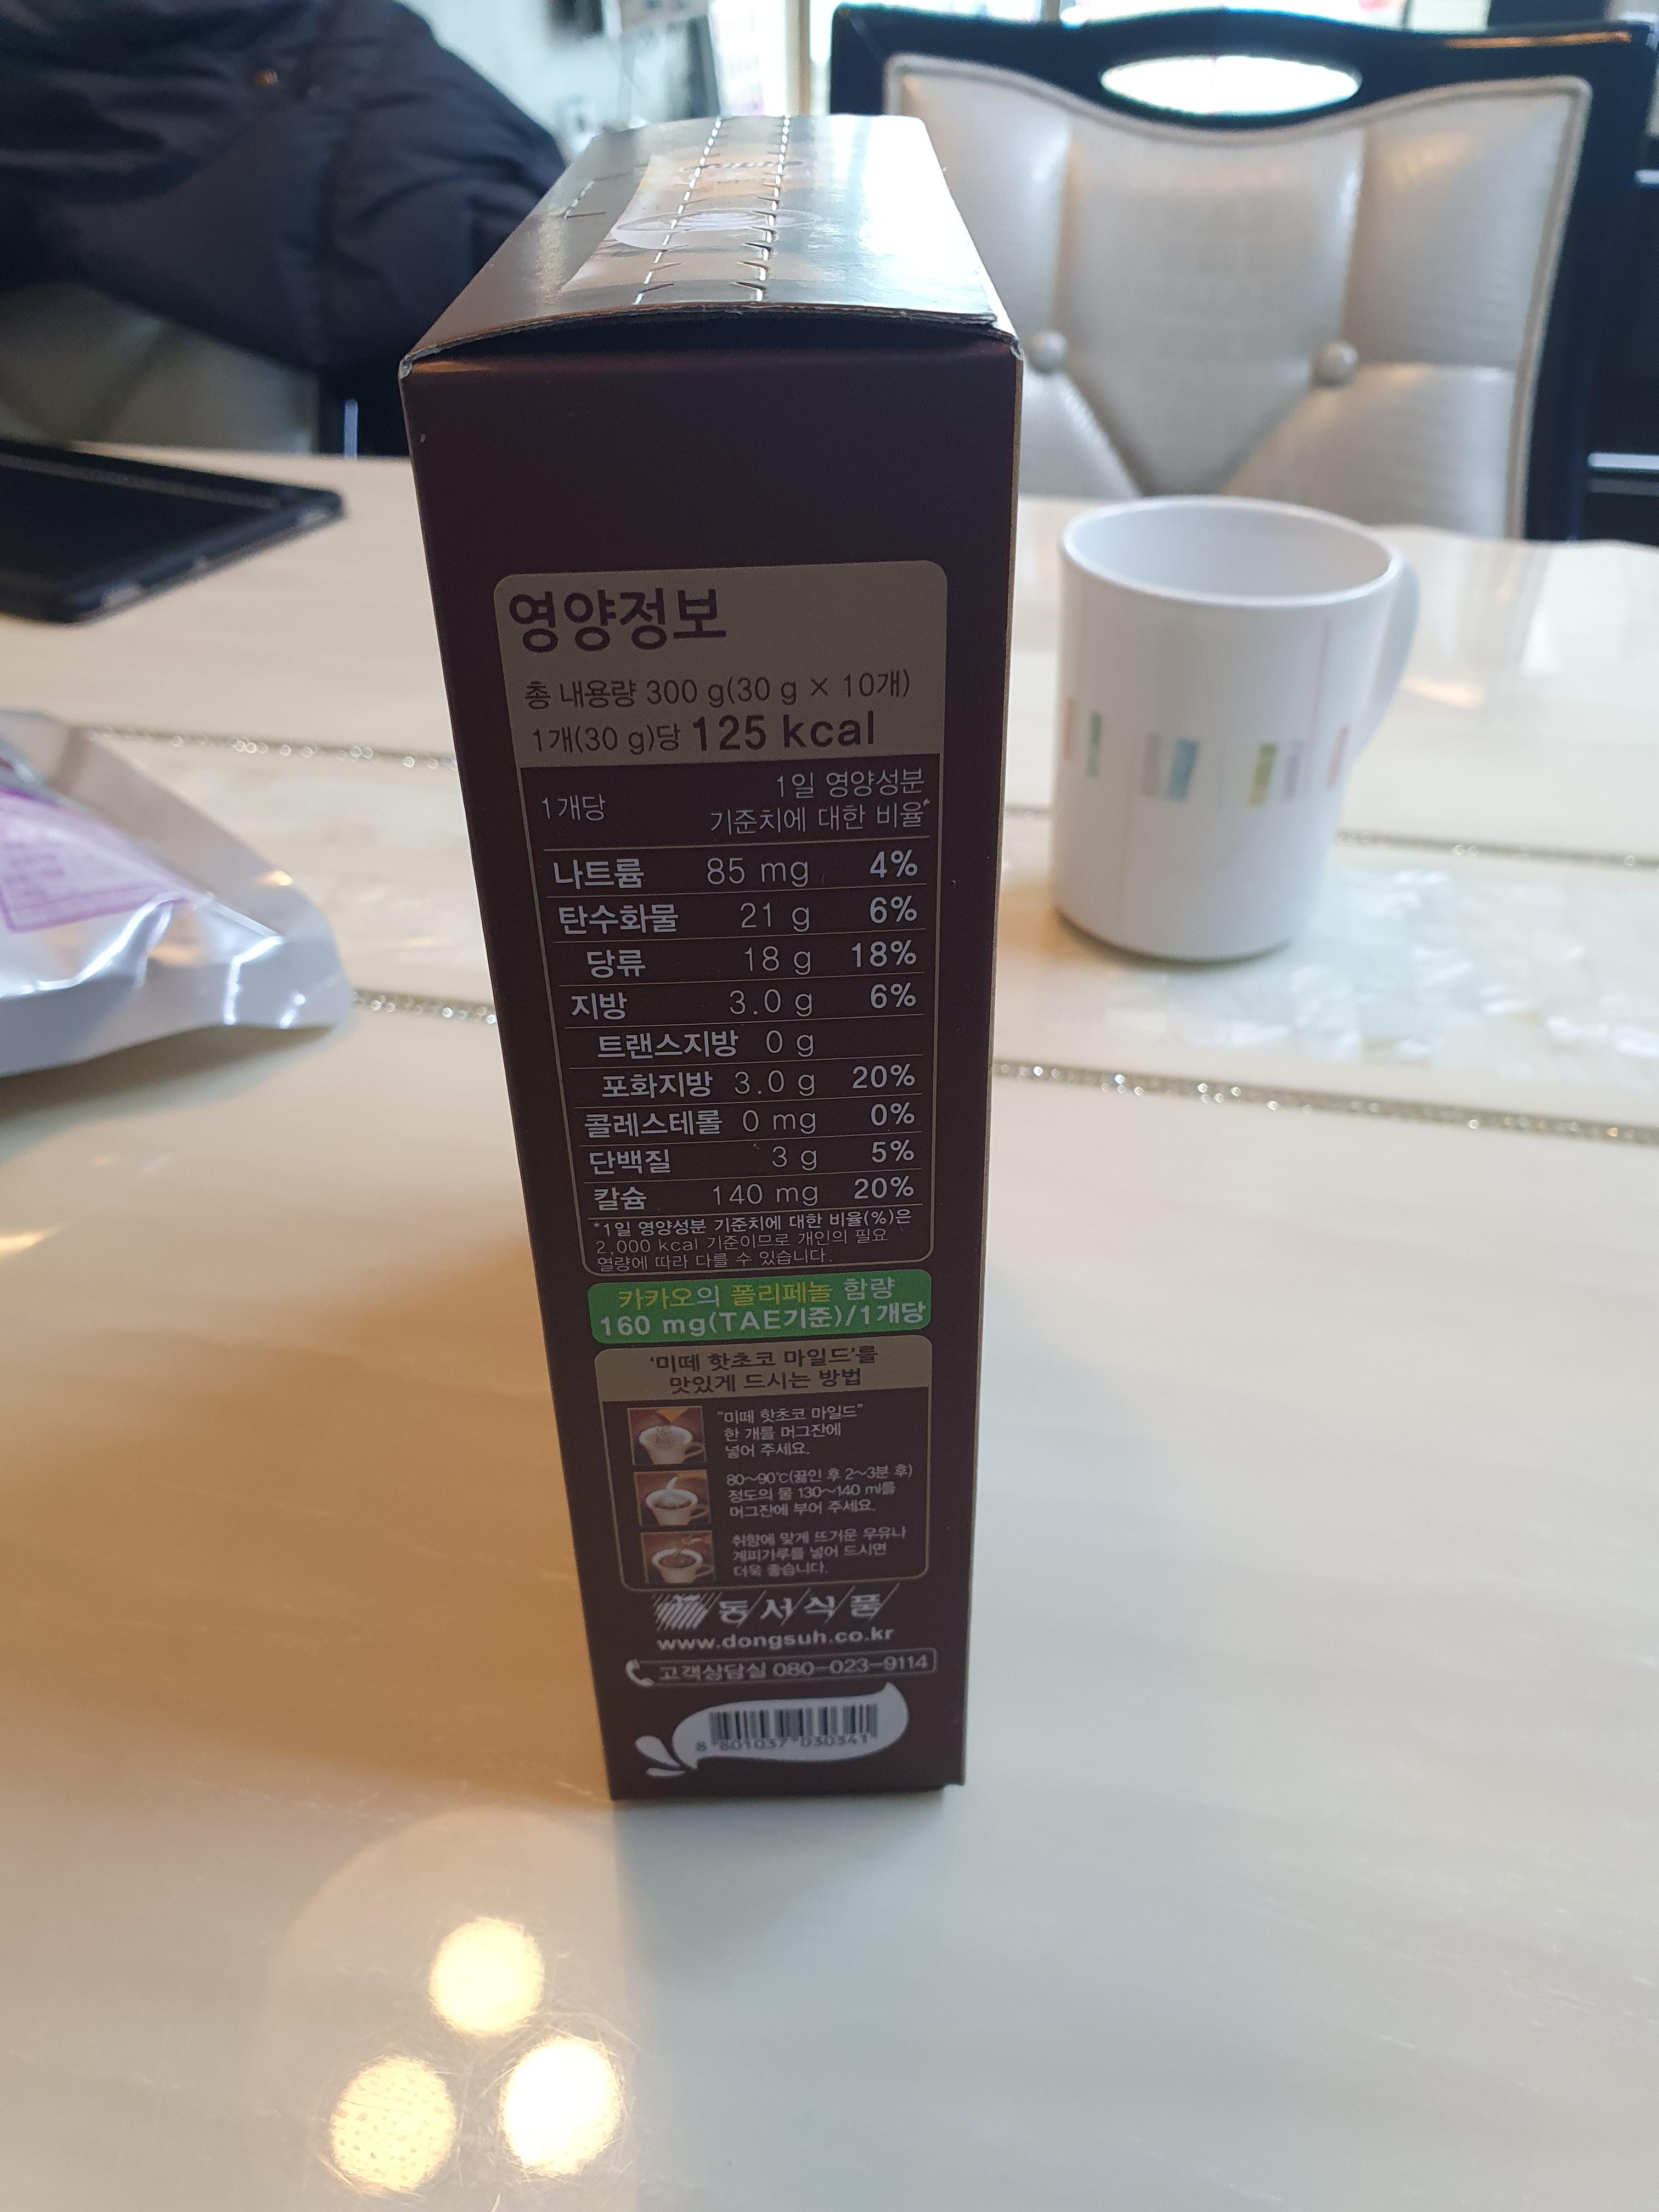 영양정보
총 내용량 300 g(30 g × 10개)
1개(30 g)당 125 kcal
1개당 1일 영양성분
기준치에 대한 비율*
나트륨 85 mg 4%
탄수화물 21 g 6%
당류 18 g 18%
지방 3.0 g 6%
트랜스지방 0 g
포화지방 3.0 g 20%
콜레스테롤 0 mg 0%
단백질 3 g 5%
칼슘 140 mg 20%
*1일 영양성분 기준치에 대한 비율(%)은
2,000 kcal 기준이므로 개인의 필요
열량에 따라 다를 수 있습니다.
카카오의 폴리페놀 함량
160 mg(TAE기준)/1개당
‘미떼 핫초코 마일드’를
맛있게 드시는 방법
“미떼 핫초코 마일드”
한 개를 머그잔에
넣어 주세요.
80~90℃(끓인 후 2~3분 후)
정도의 물 130~140 ml를
머그잔에 부어 주세요.
취향에 맞게 뜨거운 우유나
계피가루를 넣어 드시면
더욱 좋습니다.
동서식품
www.dongsuh.co.kr
고객상담실 080-023-9114
8 801037 030341